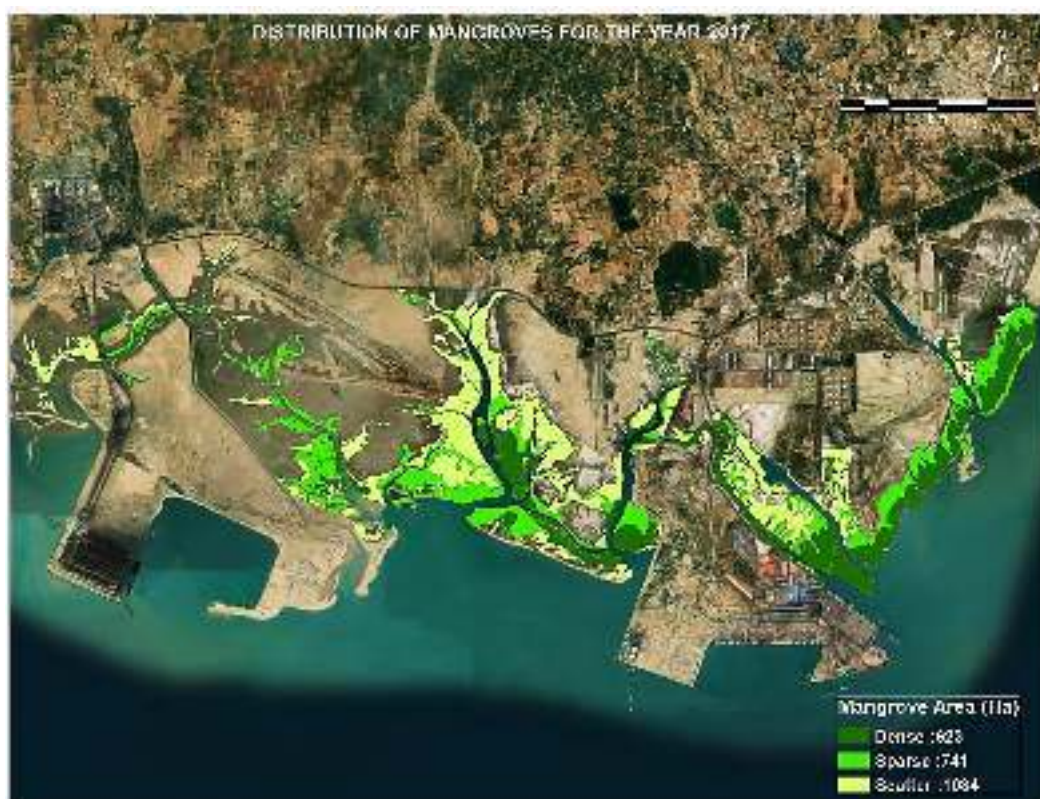 DISTRIBUTION OF MANGROVES FOR THE YEAR 2017
N
Mangrove Area (Ha)
Dense :623
Sparse :741
Scatter :1084